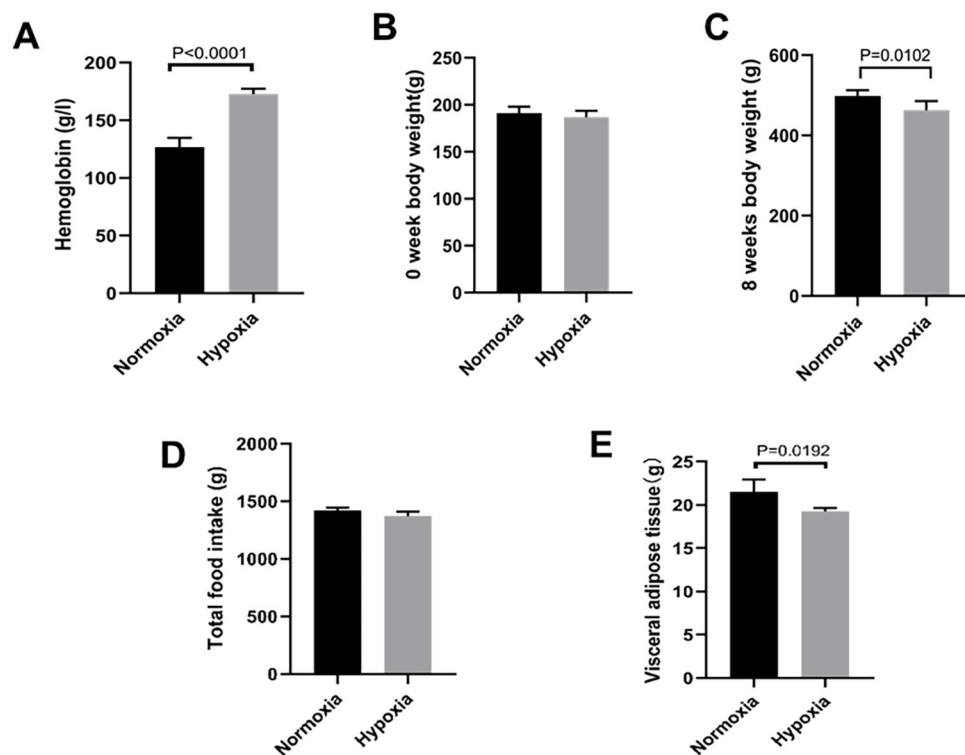 A
Hemoglobin (g/l)
P<0.0001
200
150
100
50
0
Normoxia
Hypoxia
B
0 week body weight(g)
250
200
150
100
50
0
Normoxia
Hypoxia
C
8 weeks body weight (g)
P=0.0102
600
400
200
0
Normoxia
Hypoxia
D
Total food intake (g)
2000
1500
1000
500
0
Normoxia
Hypoxia
E
Visceral adipose tissue(g)
P=0.0192
25
20
15
10
5
0
Normoxia
Hypoxia